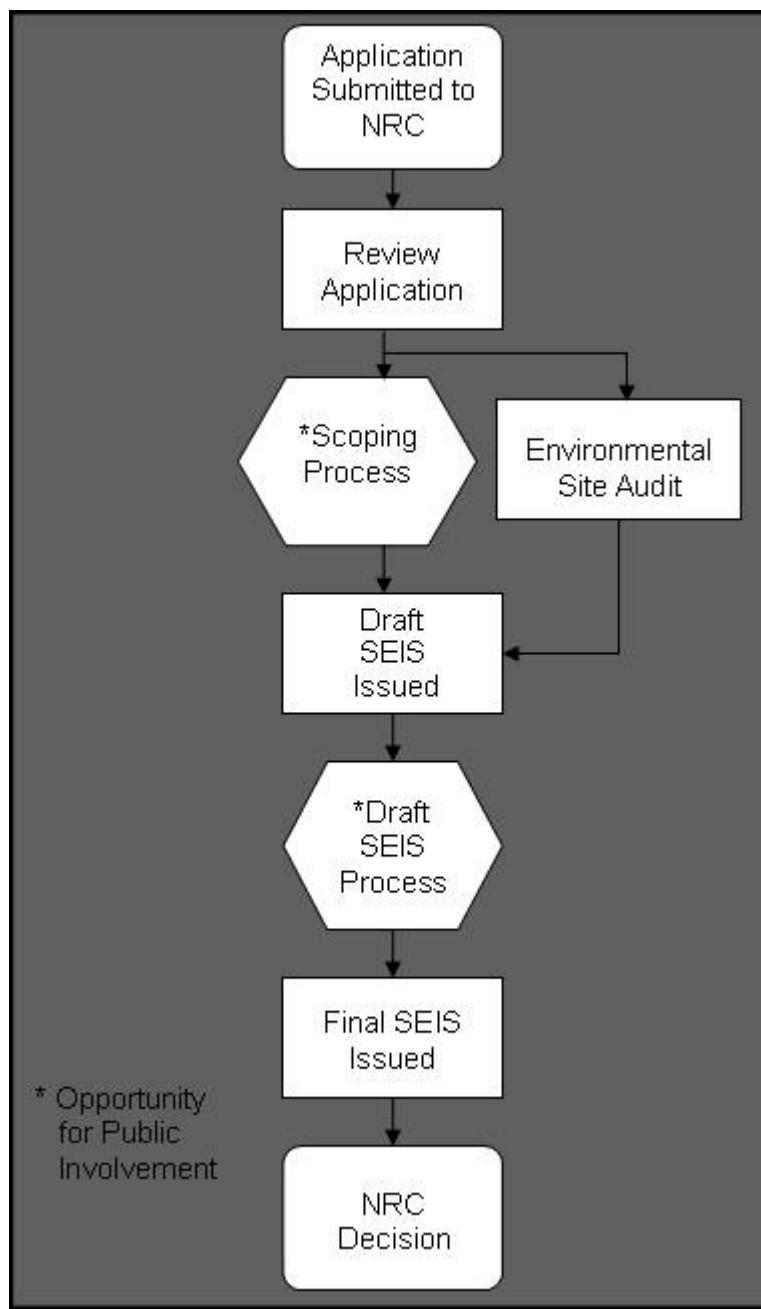 Application
Submitted to
NRC
Review
Application
*Scoping
Process
Environmental
Site Audit
Draft
SEIS
Issued
*Draft
SEIS
Process
Final SEIS
Issued
* Opportunity
for Public
Involvement
NRC
Decision